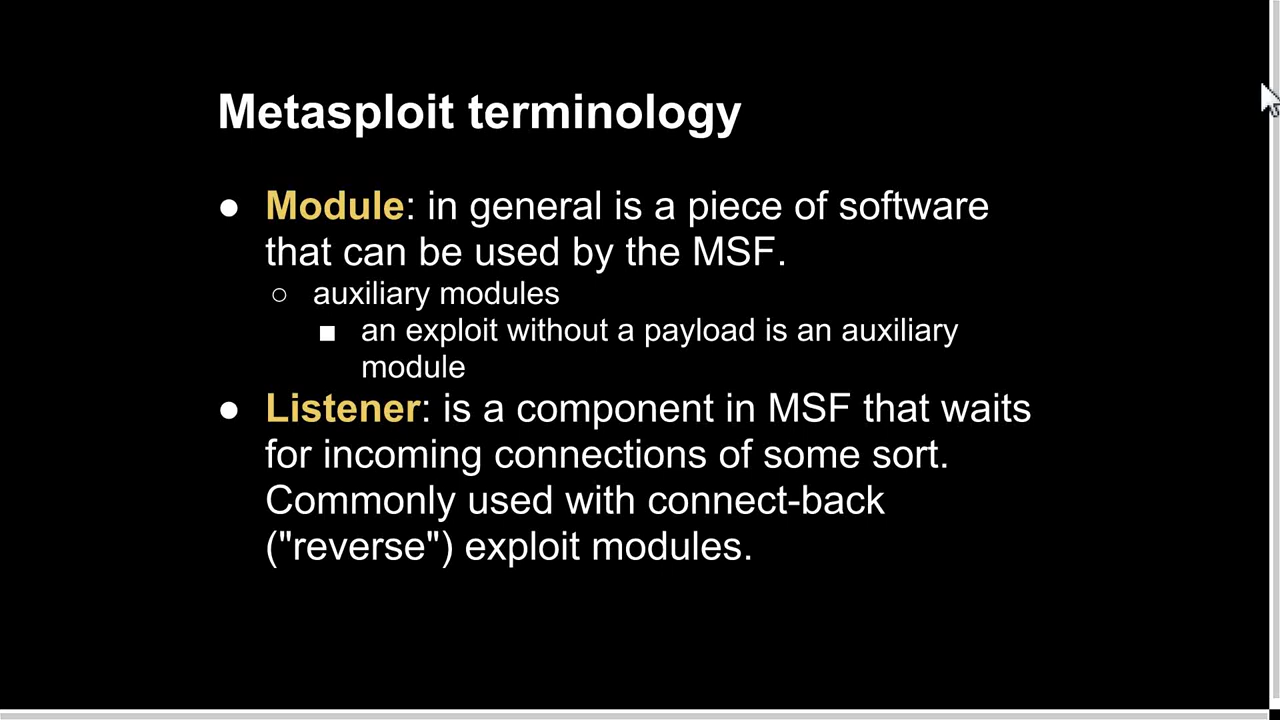 Metasploit terminology
● Module: in general is a piece of software
that can be used by the MSF.
○ auxiliary modules
■ an exploit without a payload is an auxiliary
module
● Listener: is a component in MSF that waits
for incoming connections of some sort.
Commonly used with connect-back
("reverse") exploit modules.